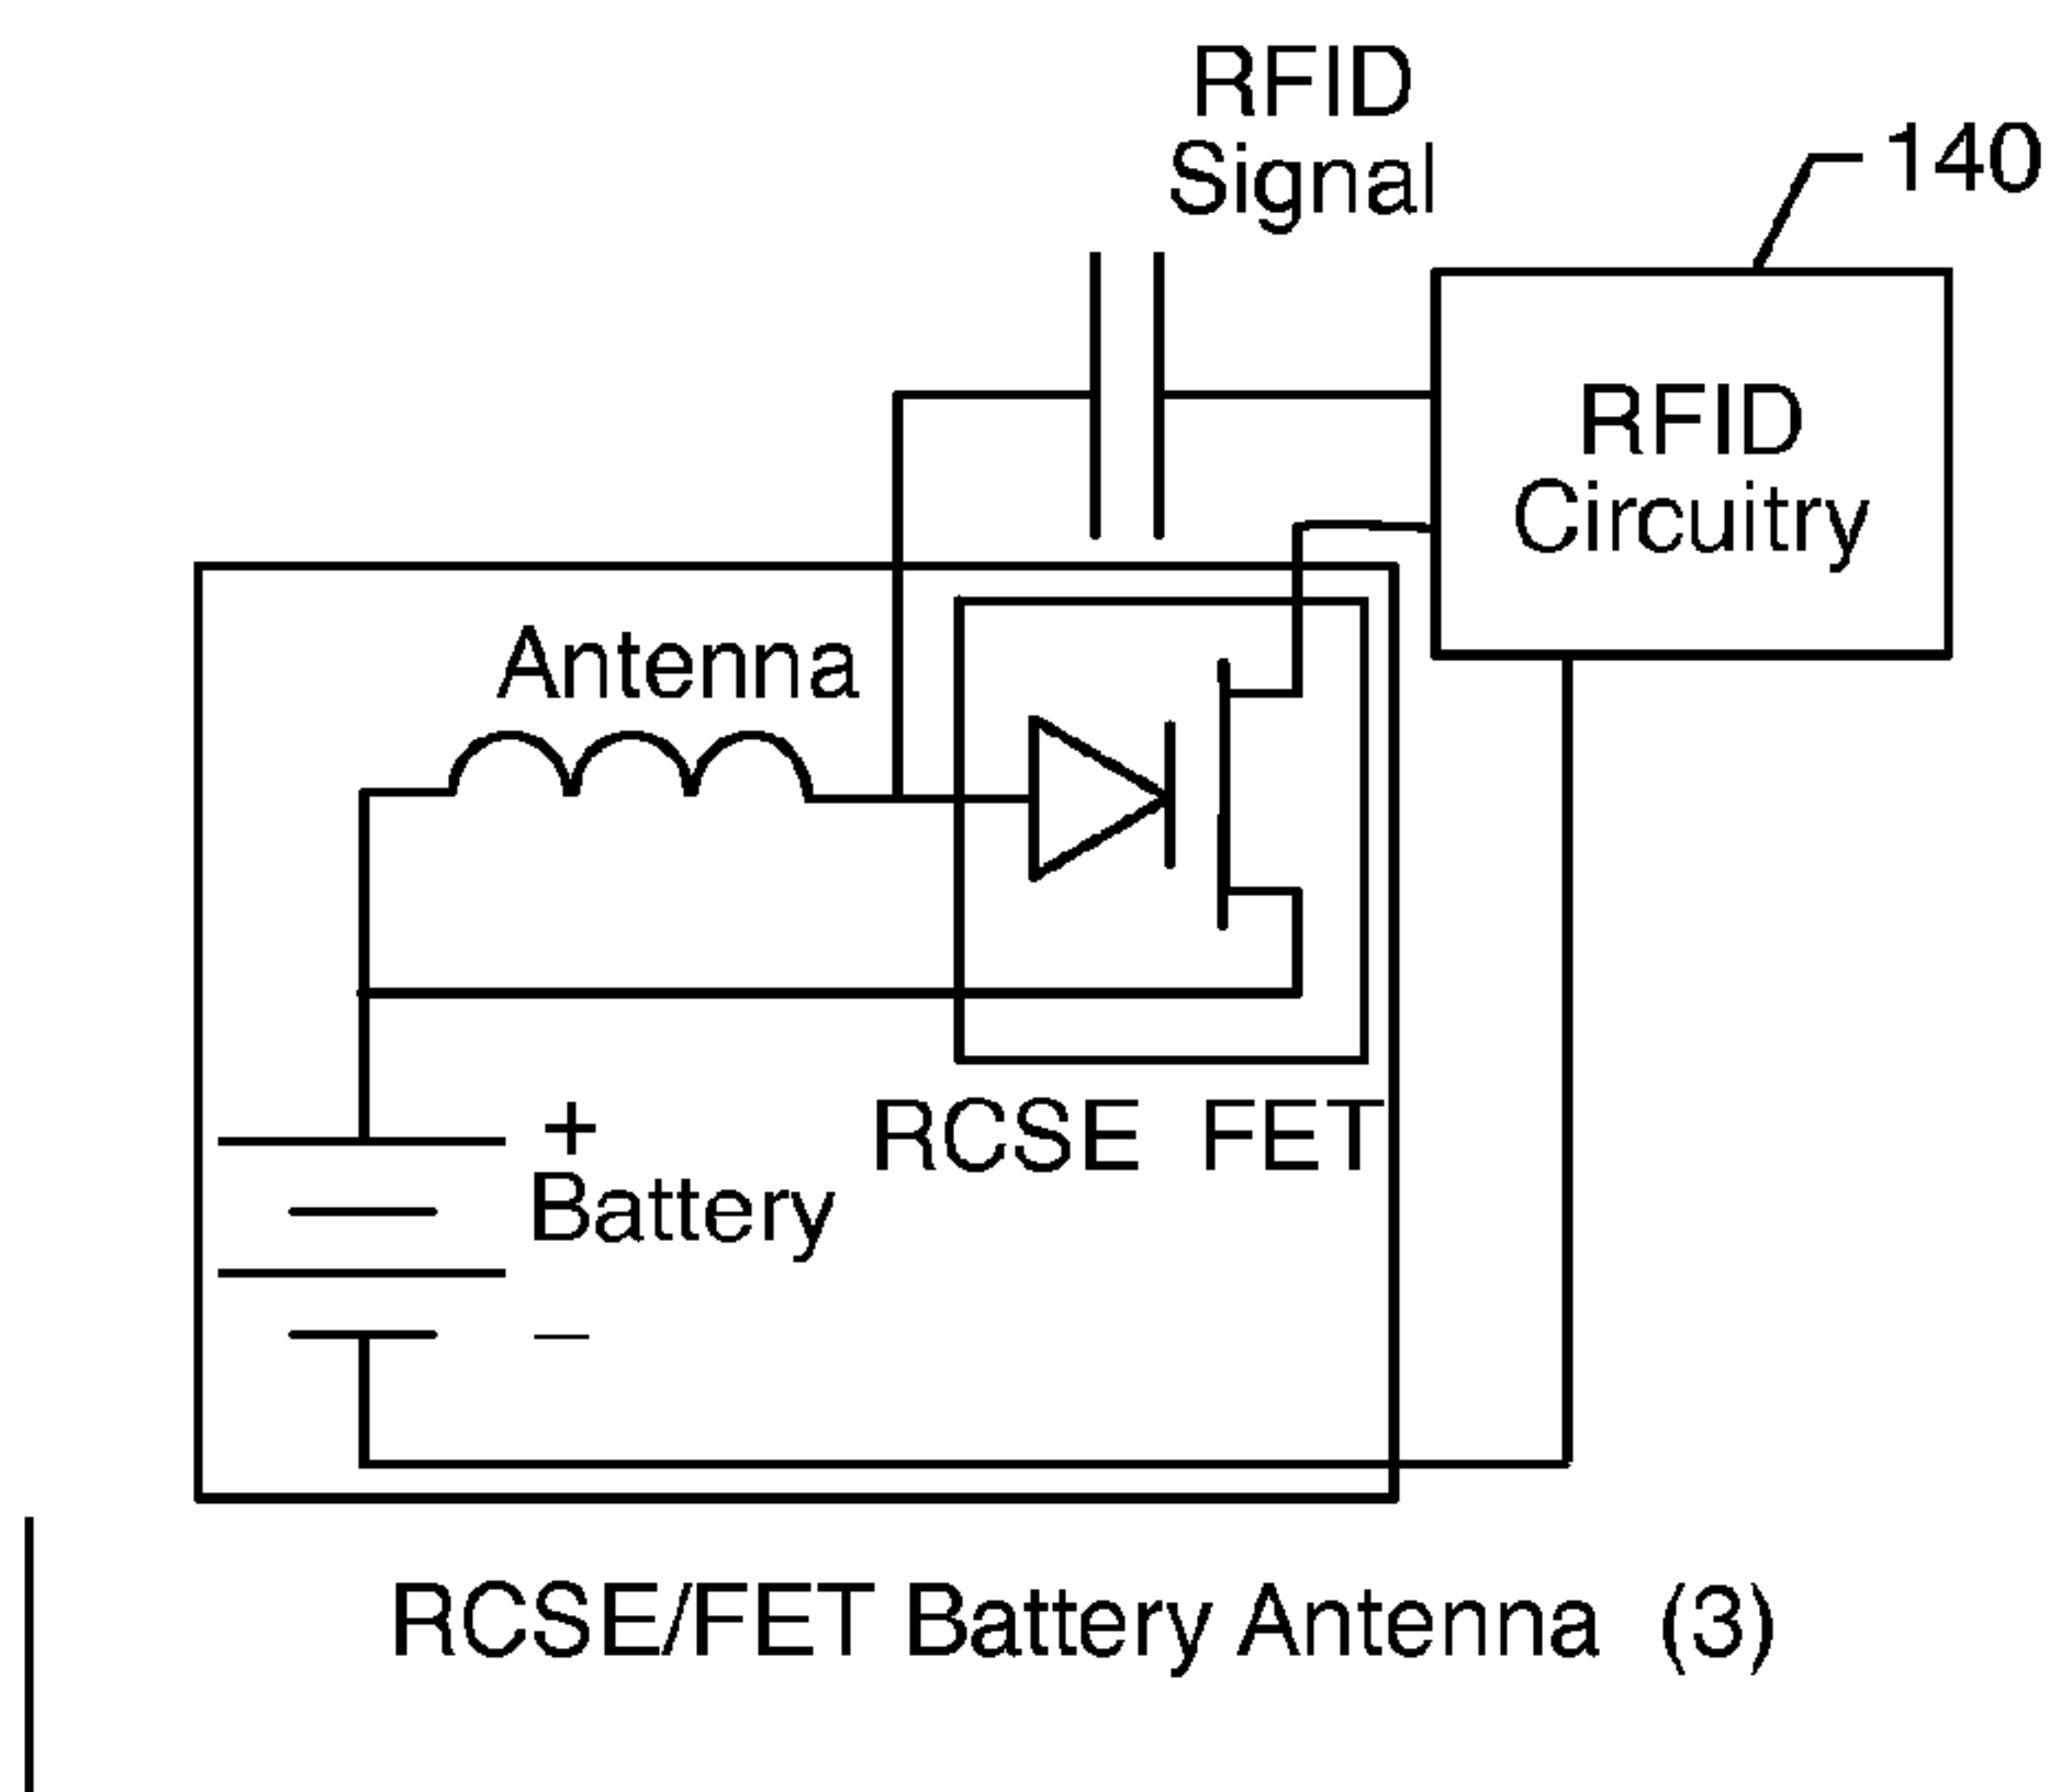 RFID
Signal
140
RFID
Circuitry
Antenna
RCSE FET
+
Battery
–
RCSE/FET Battery Antenna (3)